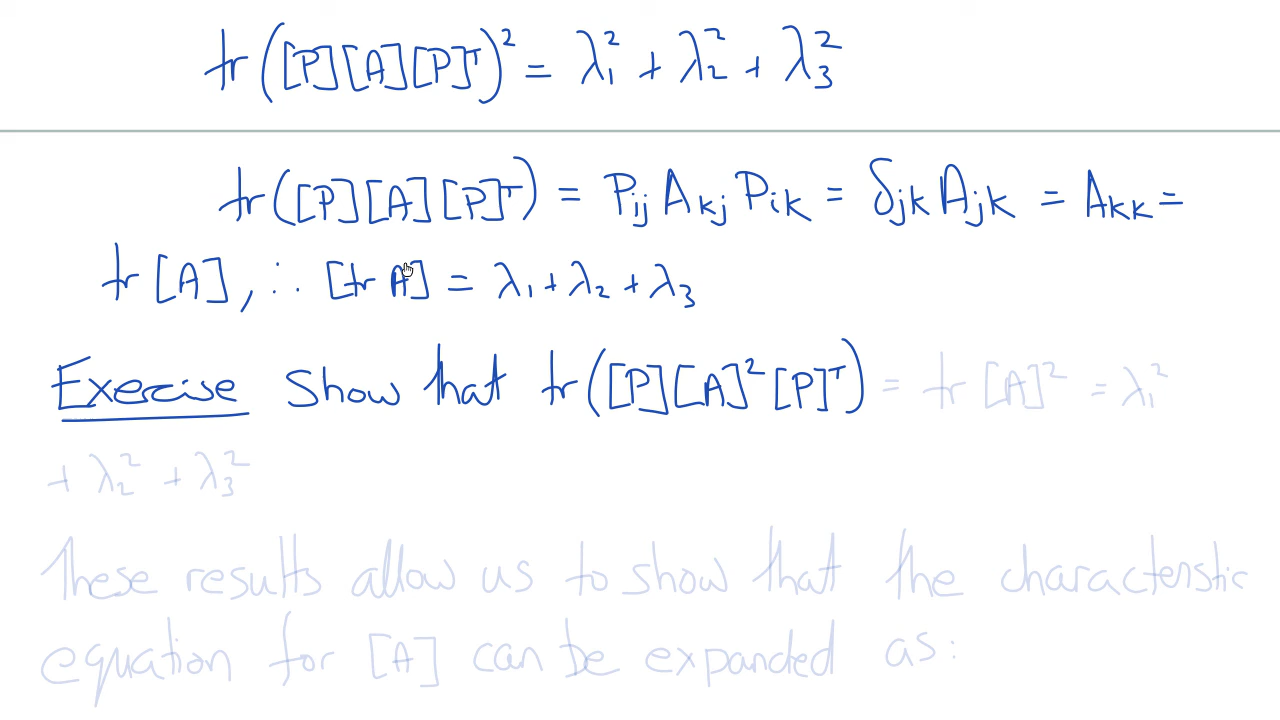 tr([P][A][P]ᵀ)² = λ₁² + λ₂² + λ₃²
tr([P][A][P]ᵀ) = Pᵢⱼ Aₖⱼ Pᵢₖ = δⱼₖ Aⱼₖ = Aₖₖ =
tr [A], ∴ [tr A] = λ₁ + λ₂ + λ₃
Exercise Show that tr([P][A]²[P]ᵀ) = tr [A]² = λ₁²
+ λ₂² + λ₃²
These results allow us to show that the characterstic
equation for [A] can be expanded as: